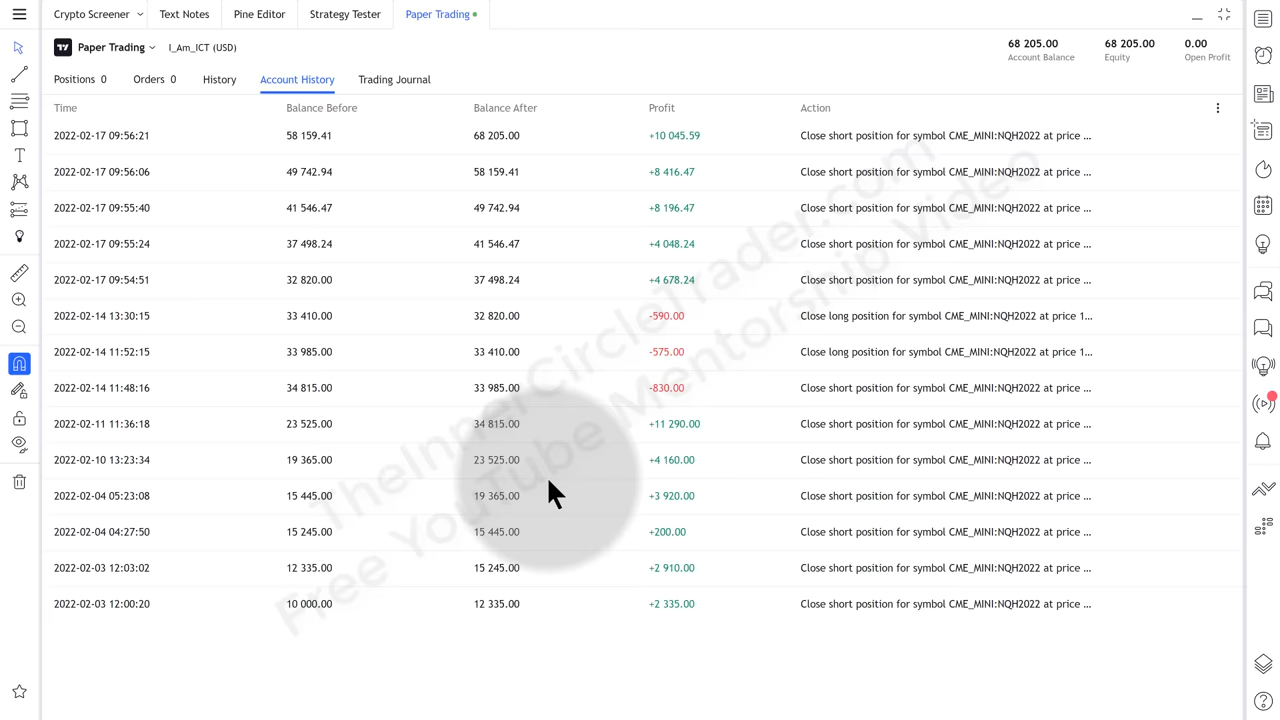 Crypto Screener Text Notes Pine Editor Strategy Tester Paper Trading
Paper Trading I_Am_ICT (USD)
68 205.00 68 205.00 0.00
Account Balance Equity Open Profit
Positions 0 Orders 0 History Account History Trading Journal
Time Balance Before Balance After Profit Action
2022-02-17 09:56:21 58 159.41 68 205.00 +10 045.59 Close short position for symbol CME_MINI:NQH2022 at price ...
2022-02-17 09:56:06 49 742.94 58 159.41 +8 416.47 Close short position for symbol CME_MINI:NQH2022 at price ...
2022-02-17 09:55:40 41 546.47 49 742.94 +8 196.47 Close short position for symbol CME_MINI:NQH2022 at price ...
2022-02-17 09:55:24 37 498.24 41 546.47 +4 048.24 Close short position for symbol CME_MINI:NQH2022 at price ...
2022-02-17 09:54:51 32 820.00 37 498.24 +4 678.24 Close short position for symbol CME_MINI:NQH2022 at price ...
2022-02-14 13:30:15 33 410.00 32 820.00 -590.00 Close long position for symbol CME_MINI:NQH2022 at price 1...
2022-02-14 11:52:15 33 985.00 33 410.00 -575.00 Close long position for symbol CME_MINI:NQH2022 at price 1...
2022-02-14 11:48:16 34 815.00 33 985.00 -830.00 Close short position for symbol CME_MINI:NQH2022 at price ...
2022-02-11 11:36:18 23 525.00 34 815.00 +11 290.00 Close short position for symbol CME_MINI:NQH2022 at price ...
2022-02-10 13:23:34 19 365.00 23 525.00 +4 160.00 Close short position for symbol CME_MINI:NQH2022 at price ...
2022-02-04 05:23:08 15 445.00 19 365.00 +3 920.00 Close short position for symbol CME_MINI:NQH2022 at price ...
2022-02-04 04:27:50 15 245.00 15 445.00 +200.00 Close short position for symbol CME_MINI:NQH2022 at price ...
2022-02-03 12:03:02 12 335.00 15 245.00 +2 910.00 Close short position for symbol CME_MINI:NQH2022 at price ...
2022-02-03 12:00:20 10 000.00 12 335.00 +2 335.00 Close short position for symbol CME_MINI:NQH2022 at price ...
TheInnerCircleTrader.com
Free YouTube Mentorship Video